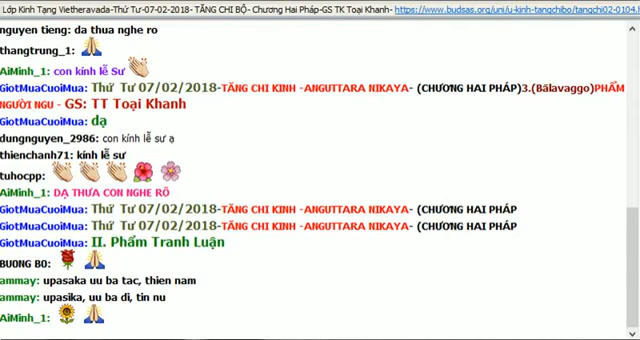 Lớp Kinh Tạng Vietheravada-Thứ Tư-07-02-2018- TĂNG CHI BỘ- Chương Hai Pháp-GS TK Toại Khanh- https://www.budsas.org/uni/u-kinh-tangchibo/tangchi02-0104.h
nguyen tieng: da thua nghe ro
thangtrung_1:
AiMinh_1: con kính lễ Sư
GiotMuaCuoiMua: Thứ Tư 07/02/2018-TĂNG CHI KINH -ANGUTTARA NIKAYA- (CHƯƠNG HAI PHÁP)3.(Bālavaggo)PHẨM
NGƯỜI NGU - GS: TT Toại Khanh
GiotMuaCuoiMua: dạ
dungnguyen_2986: con kính lễ sư ạ
thienchanh71: kính lễ sư
tuhocpp:
AiMinh_1: DẠ THƯA CON NGHE RÕ
GiotMuaCuoiMua: Thứ Tư 07/02/2018-TĂNG CHI KINH -ANGUTTARA NIKAYA- (CHƯƠNG HAI PHÁP
GiotMuaCuoiMua: Thứ Tư 07/02/2018-TĂNG CHI KINH -ANGUTTARA NIKAYA- (CHƯƠNG HAI PHÁP
GiotMuaCuoiMua: II. Phẩm Tranh Luận
BUONG BO:
ammay: upasaka uu ba tac, thien nam
ammay: upasika, uu ba di, tin nu
AiMinh_1: